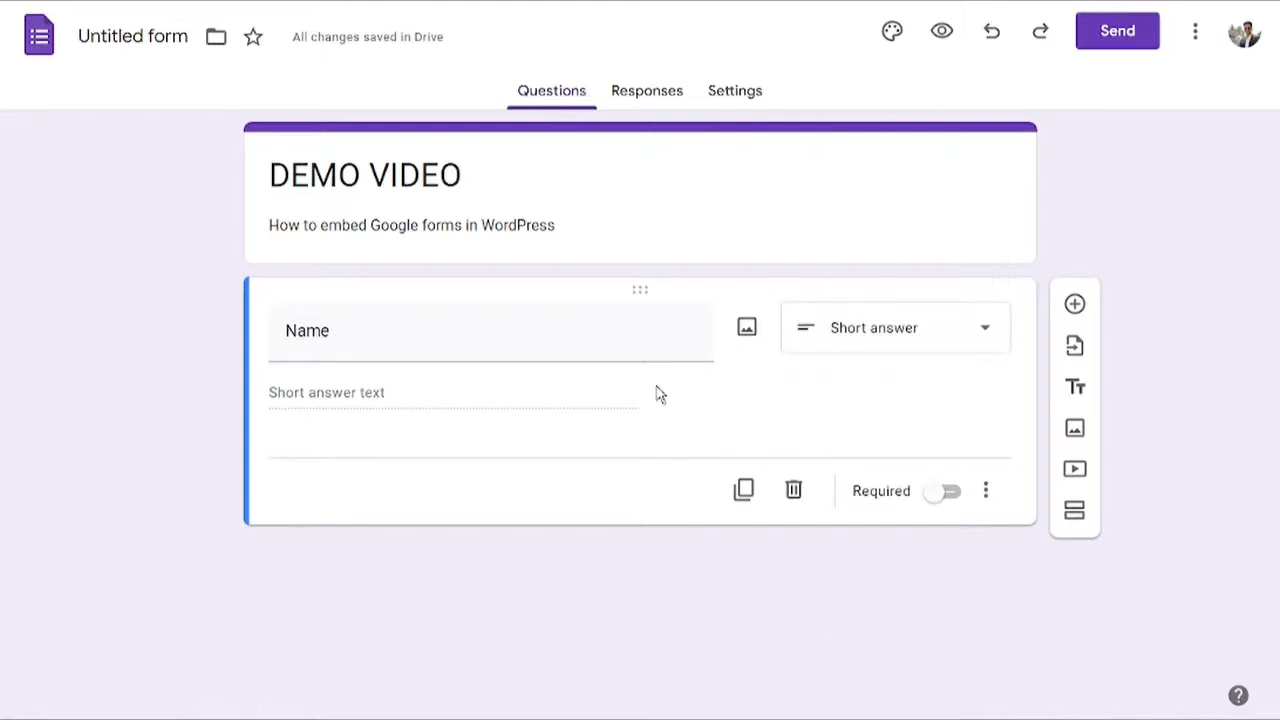 Untitled form
All changes saved in Drive
Send
Questions Responses Settings
DEMO VIDEO
How to embed Google forms in WordPress
Name
Short answer
Short answer text
Required